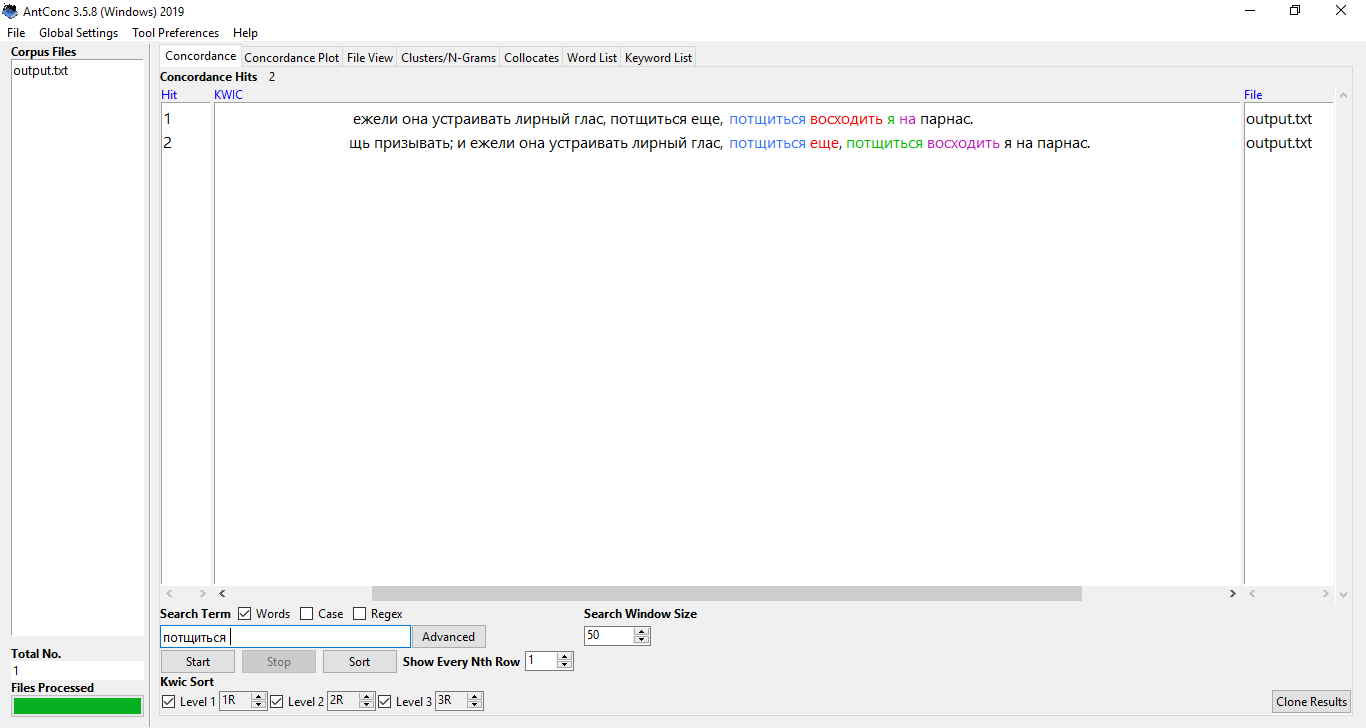 AntConc 3.5.8 (Windows) 2019
File Global Settings Tool Preferences Help
Corpus Files
output.txt
Concordance Concordance Plot File View Clusters/N-Grams Collocates Word List Keyword List
Concordance Hits 2
Hit KWIC File
1 ежели она устраивать лирный глас, потщиться еще, потщиться восходить я на парнас. output.txt
2 щь призывать; и ежели она устраивать лирный глас, потщиться еще, потщиться восходить я на парнас. output.txt
Search Term Words Case Regex Search Window Size
потщиться Advanced 50
Start Stop Sort Show Every Nth Row 1
Kwic Sort
Level 1 1R Level 2 2R Level 3 3R Clone Results
Total No.
1
Files Processed